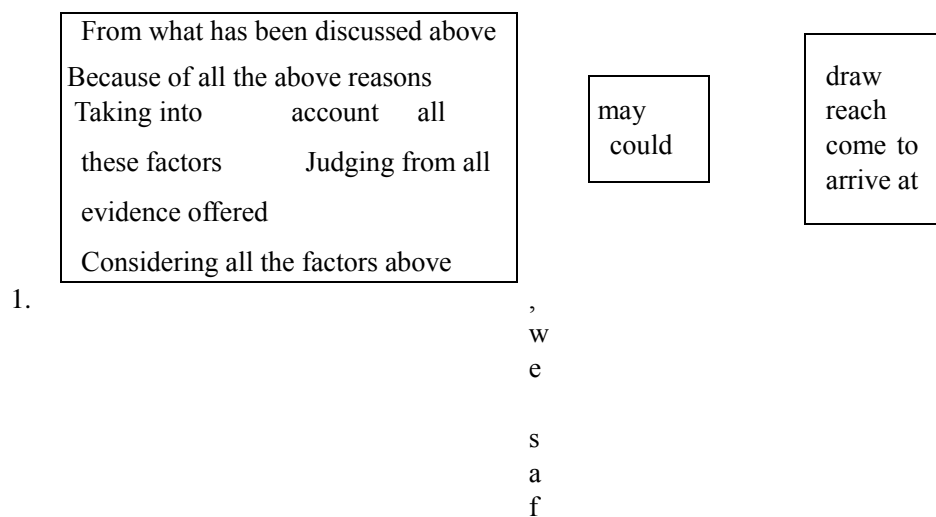 From what has been discussed above
Because of all the above reasons
Taking into account all
these factors Judging from all
evidence offered
Considering all the factors above
may
could
draw
reach
come to
arrive at
1.
,
w
e
s
a
f